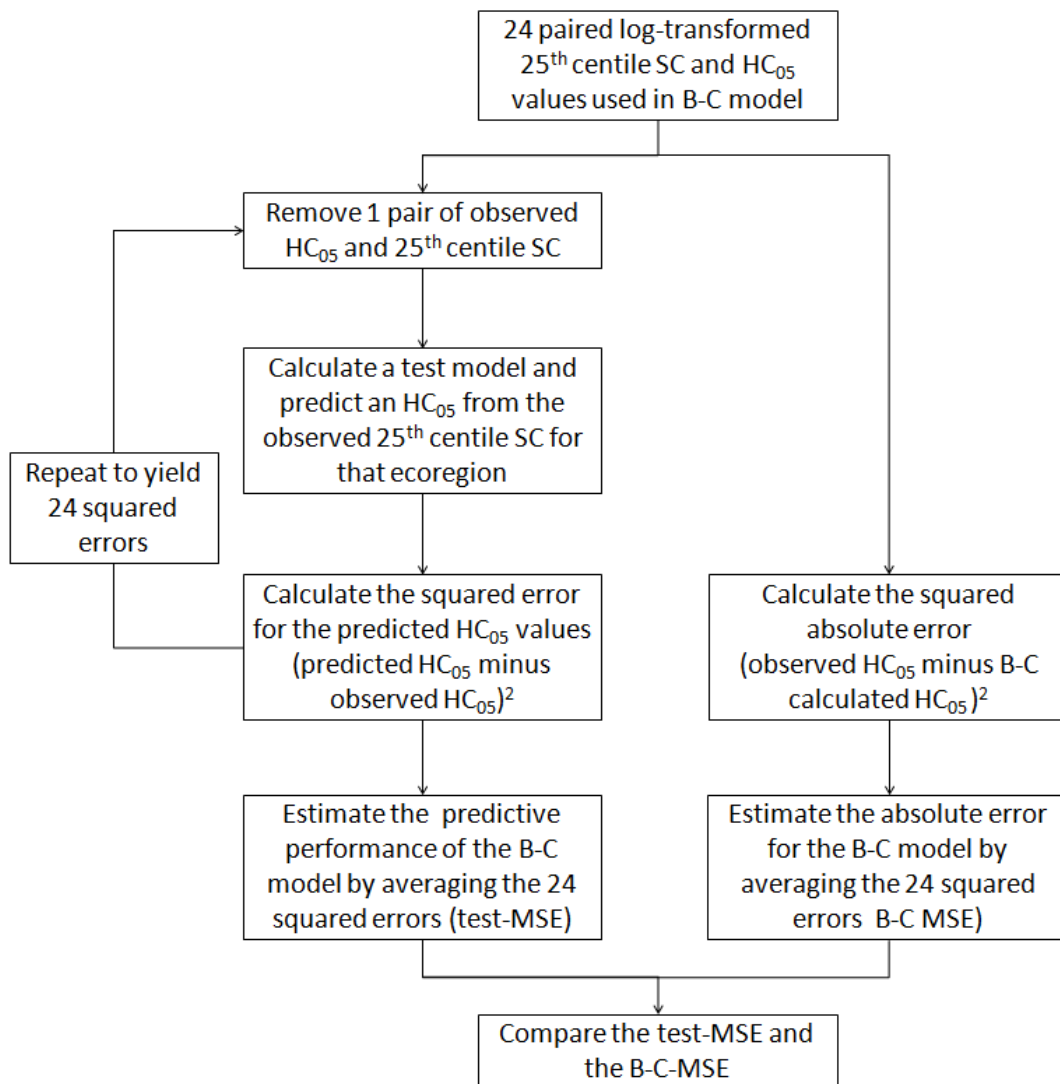 24 paired log-transformed
25th centile SC and HC05
values used in B-C model
Remove 1 pair of observed
HC05 and 25th centile SC
Calculate a test model and
predict an HC05 from the
observed 25th centile SC for
that ecoregion
Repeat to yield
24 squared
errors
Calculate the squared error
for the predicted HC05 values
(predicted HC05 minus
observed HC05)2
Calculate the squared
absolute error
(observed HC05 minus B-C
calculated HC05 )2
Estimate the predictive
performance of the B-C
model by averaging the 24
squared errors (test-MSE)
Estimate the absolute error
for the B-C model by
averaging the 24 squared
errors B-C MSE)
Compare the test-MSE and
the B-C-MSE